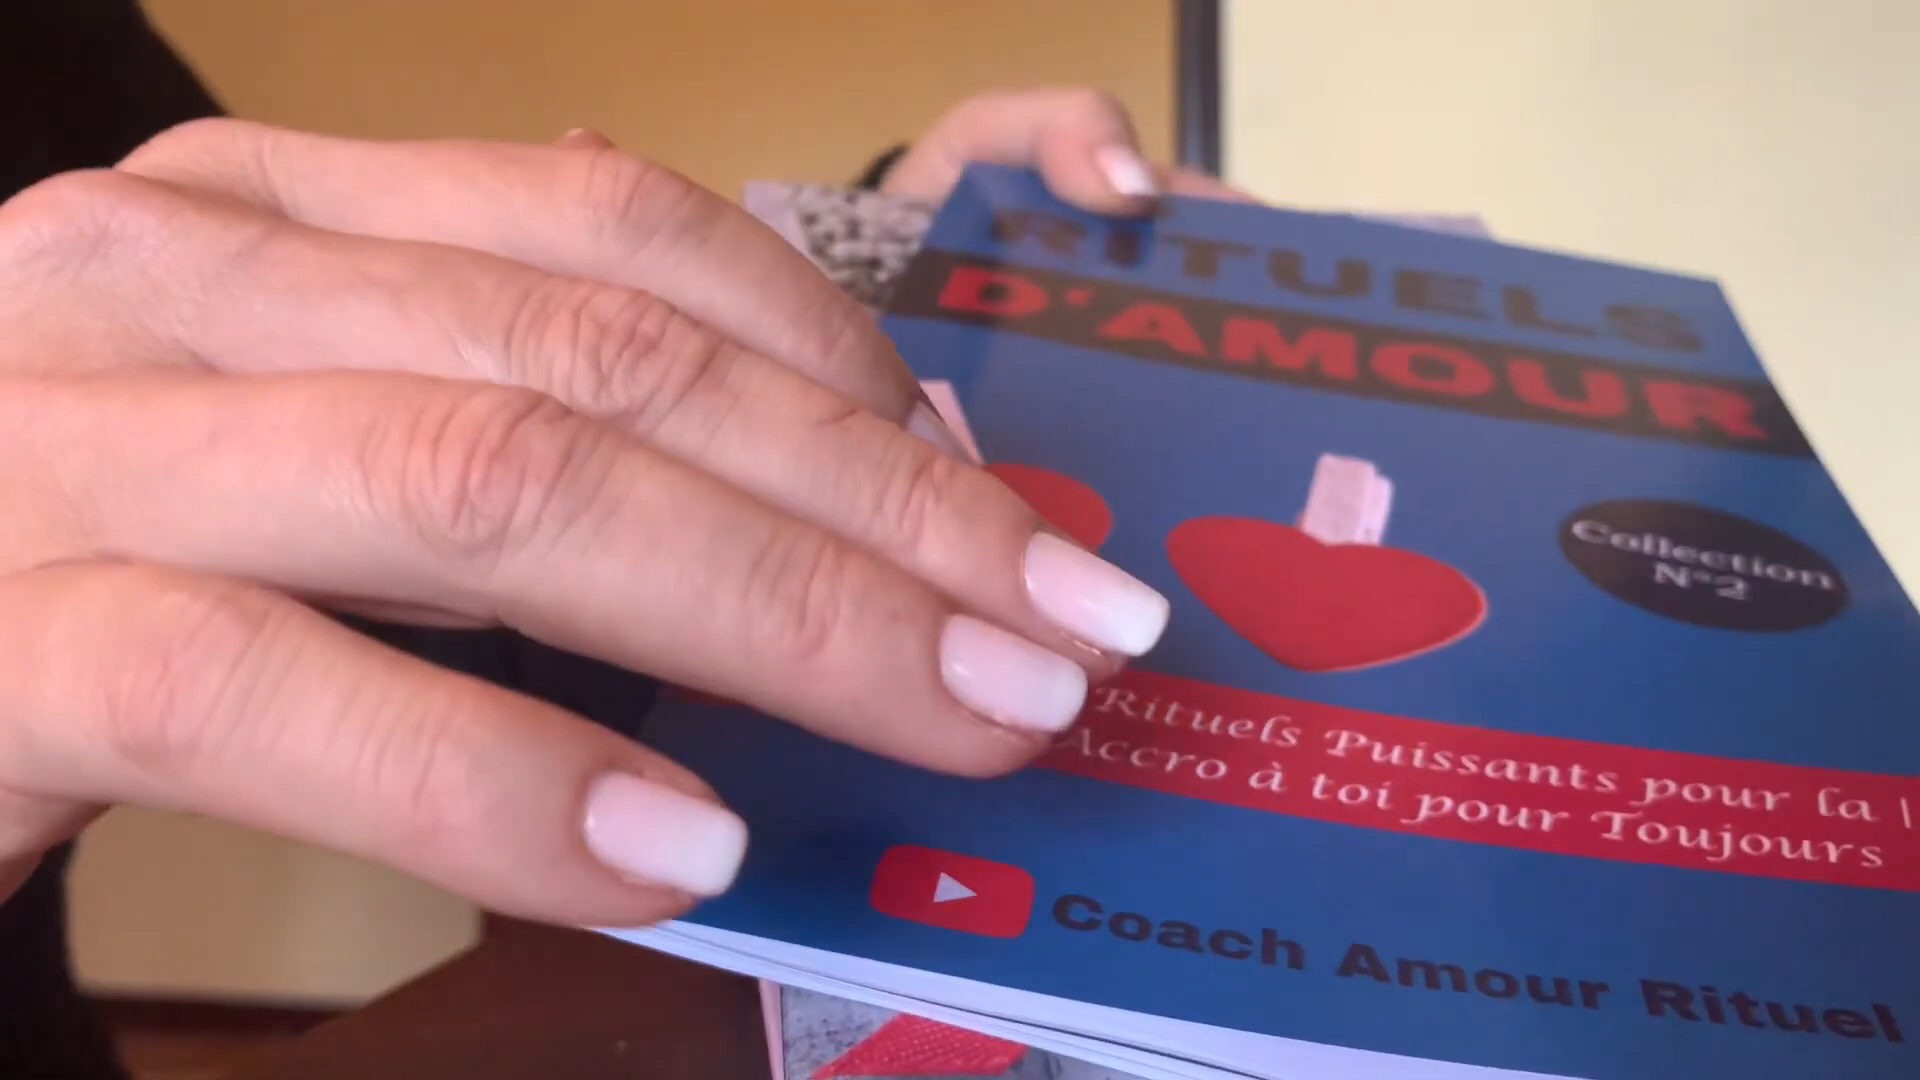 RITUELS
D'AMOUR
Collection
N°2
Rituels Puissants pour la
Accro à toi pour Toujours
Coach Amour Rituel